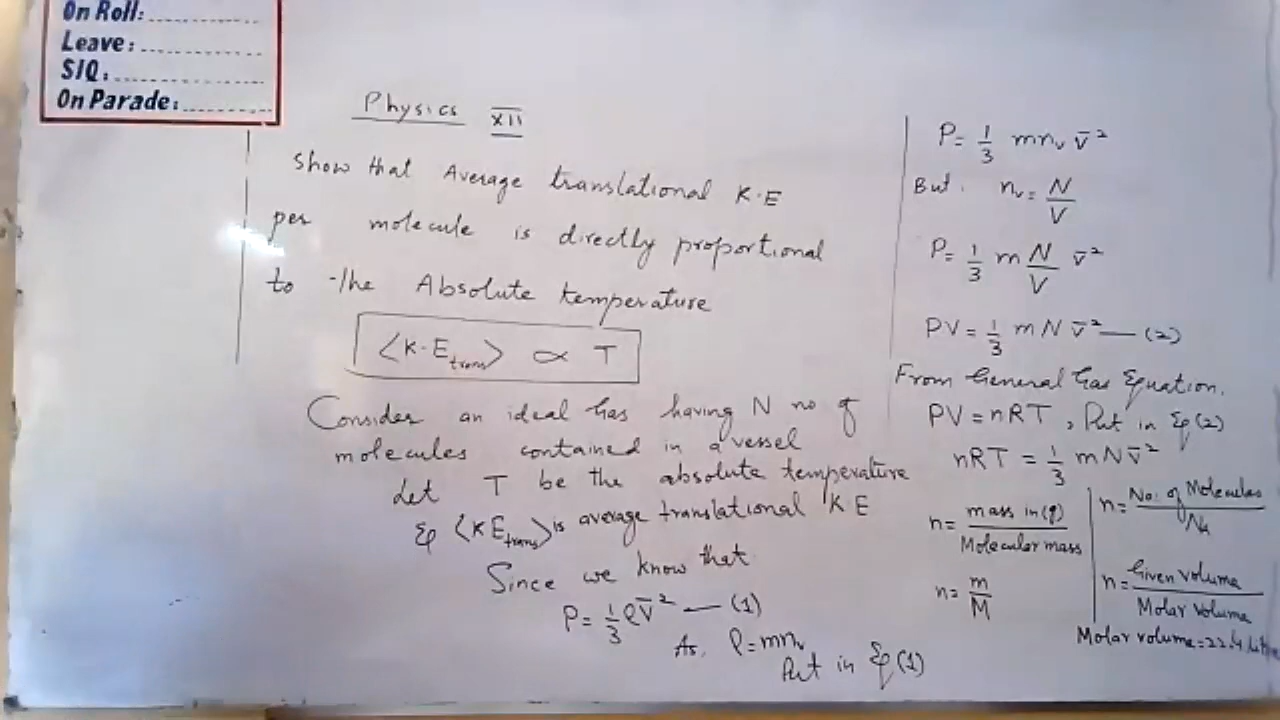 On Roll:
Leave:
SIQ.
On Parade:
Physics XII
Show that Average translational K.E
per molecule is directly proportional
to the Absolute temperature
⟨K.E_trans⟩ ∝ T
Consider an ideal Gas having N no of
molecules contained in a vessel
Let T be the absolute temperature
& ⟨KE_trans⟩ is average translational KE
Since we know that
P = 1/3 ρv̄² — (1)
As, ρ = mnᵥ
Put in Eq (1)
P = 1/3 mnᵥ v̄²
But. nᵥ = N/V
P = 1/3 m N/V v̄²
PV = 1/3 mN v̄² — (2)
From General Gas Equation.
PV = nRT, Put in Eq (2)
nRT = 1/3 mNv̄²
n = mass in (g)/Molecular mass
n = m/M
n = No. of Molecules/Nₐ
n = Given volume/Molar volume
Molar volume = 22.4 Litre